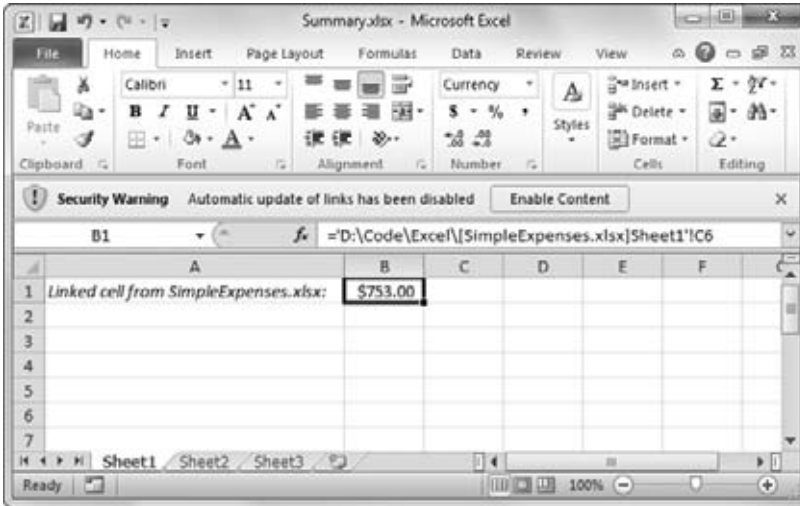 Summary.xlsx - Microsoft Excel
File Home Insert Page Layout Formulas Data Review View
Calibri 11 Currency Insert Σ
Paste B I U A A $ % , Styles Delete
A Format
Clipboard Font Alignment Number Cells Editing
Security Warning Automatic update of links has been disabled Enable Content
B1 fx ='D:\Code\Excel\[SimpleExpenses.xlsx]Sheet1'!C6
A B C D E F
1 Linked cell from SimpleExpenses.xlsx: $753.00
2
3
4
5
6
7
Sheet1 Sheet2 Sheet3
Ready 100%